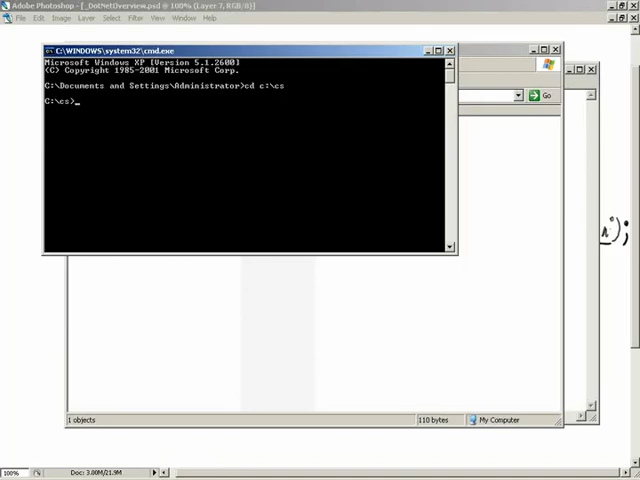 Adobe Photoshop - [_DotNetOverview.psd @ 100% (Layer 7, RGB/8)]
File Edit Image Layer Select Filter View Window Help
C:\WINDOWS\system32\cmd.exe
Microsoft Windows XP [Version 5.1.2600]
(C) Copyright 1985-2001 Microsoft Corp.
C:\Documents and Settings\Administrator>cd c:\cs
C:\cs>_
Go
1 objects
110 bytes
My Computer
100%
Doc: 3.00M/21.9M